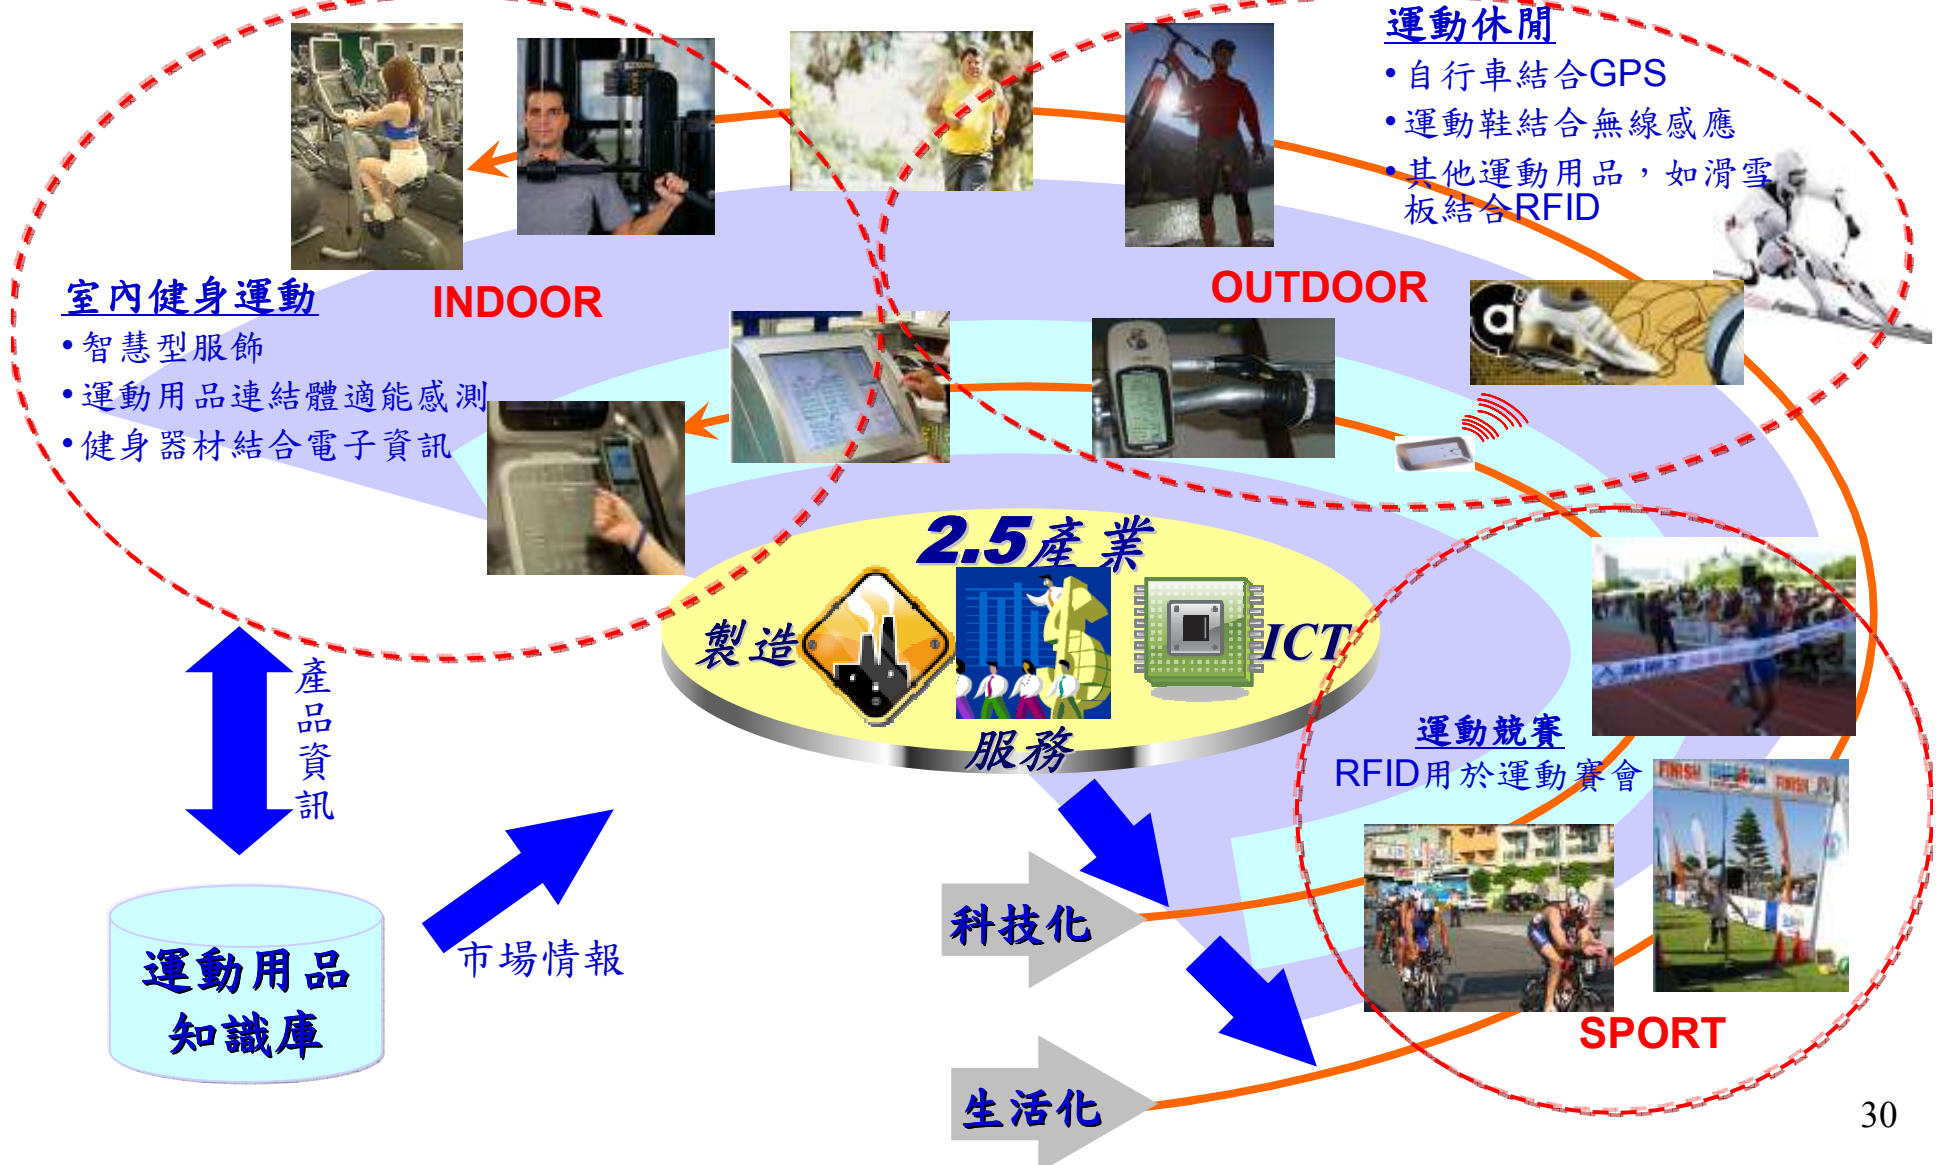 運動休閒
•自行車結合GPS
•運動鞋結合無線感應
•其他運動用品，如滑雪
板結合RFID
OUTDOOR
室內健身運動
INDOOR
•智慧型服飾
•運動用品連結體適能感測
•健身器材結合電子資訊
2.5產業
製造
ICT
服務
產品資訊
運動競賽
RFID用於運動賽會
FINISH
SPORT
科技化
市場情報
運動用品
知識庫
生活化
30